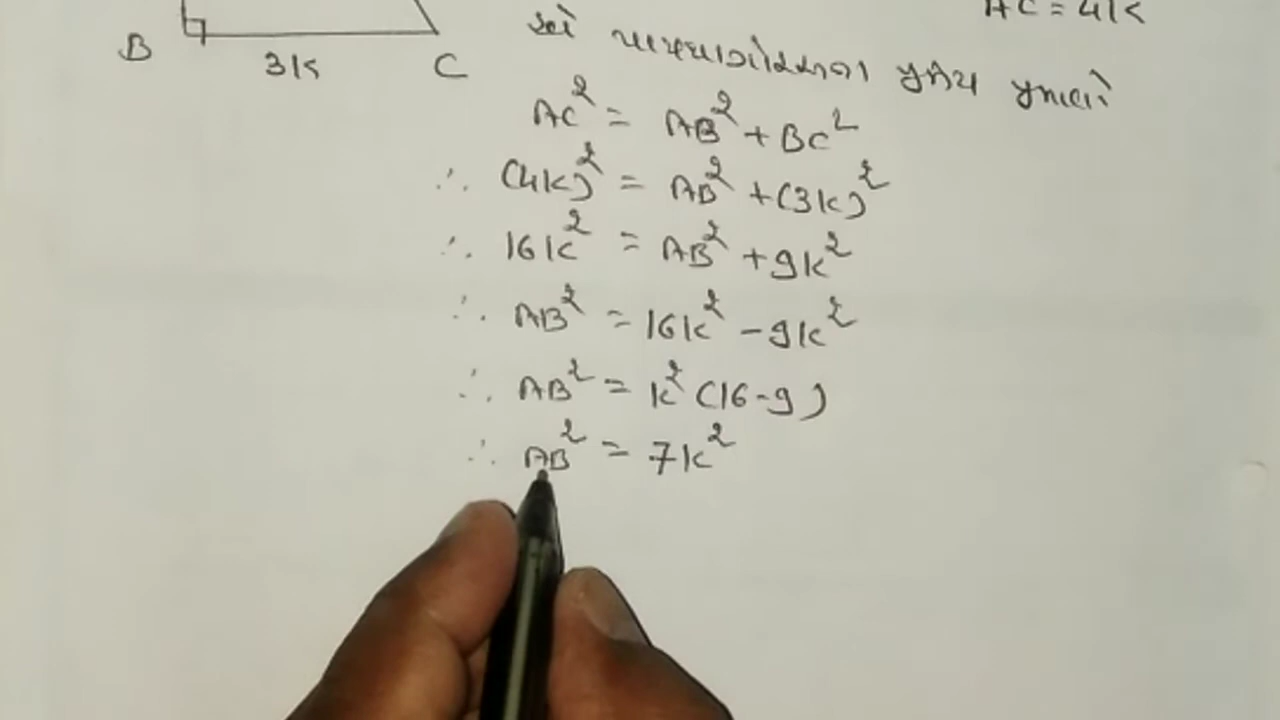 AC = 4k
B
3k
C
પાયથાગોરસના પ્રમેય પ્રમાણે
AC² = AB² + BC²
∴ (4k)² = AB² + (3k)²
∴ 16k² = AB² + 9k²
∴ AB² = 16k² - 9k²
∴ AB² = k² (16-9)
∴ AB² = 7k²